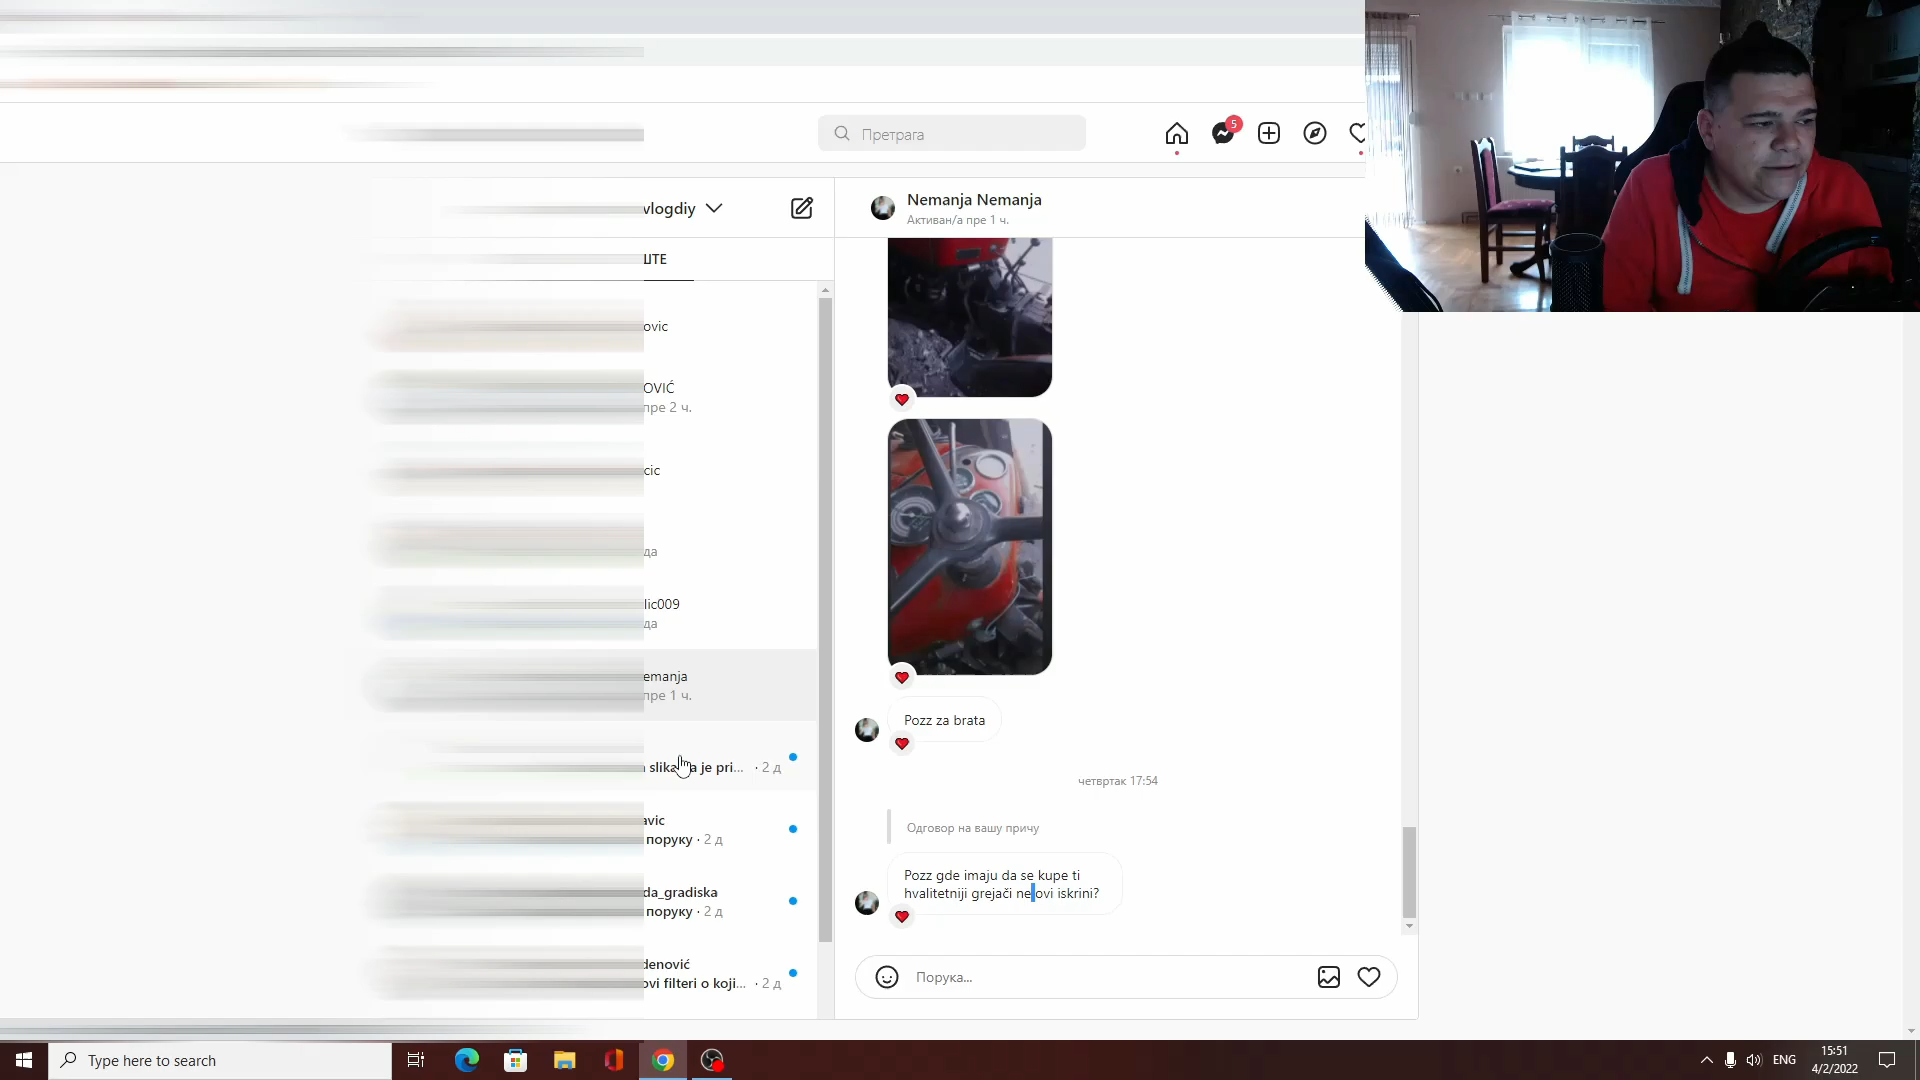 Претрага
5
vlogdiy
ШТЕ
ovic
OVIĆ
пре 2 ч.
cic
да
lic009
да
emanja
пре 1 ч.
je pri... · 2 д
avic
поруку · 2 д
da_gradiska
поруку · 2 д
denović
ovi filteri o koji... · 2 д
Nemanja Nemanja
Активан/а пре 1 ч.
Pozz za brata
четвртак 17:54
Одговор на вашу причу
Pozz gde imaju da se kupe ti
hvalitetniji grejači ne ovi iskrini?
Порука...
Type here to search
ENG
15:51
4/2/2022